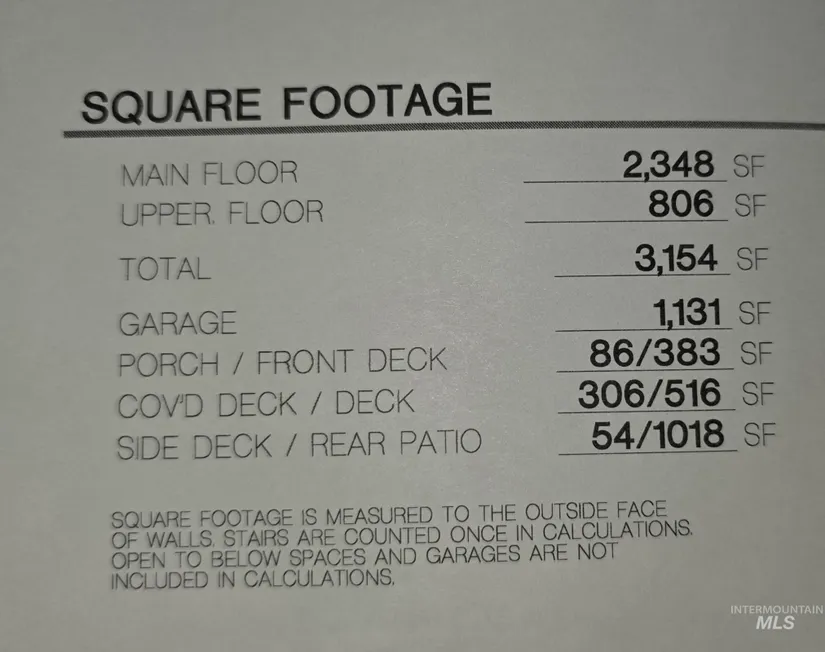 SQUARE FOOTAGE
MAIN FLOOR 2,348 SF
UPPER FLOOR 806 SF
TOTAL 3,154 SF
GARAGE 1,131 SF
PORCH / FRONT DECK 86/383 SF
COV'D DECK / DECK 306/516 SF
SIDE DECK / REAR PATIO 54/1018 SF
SQUARE FOOTAGE IS MEASURED TO THE OUTSIDE FACE
OF WALLS. STAIRS ARE COUNTED ONCE IN CALCULATIONS.
OPEN TO BELOW SPACES AND GARAGES ARE NOT
INCLUDED IN CALCULATIONS.
INTERMOUNTAIN
MLS